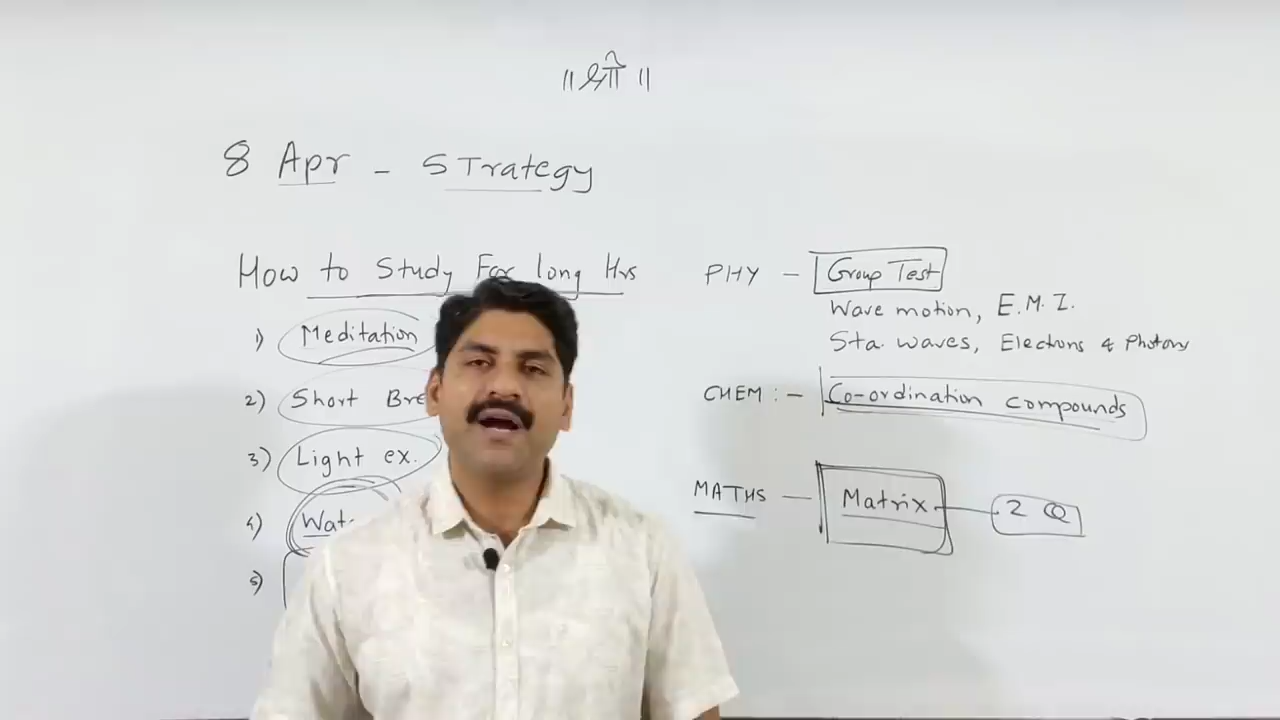 ॥ श्री ॥
8 Apr - STrategy
How to Study For long Hrs
1) Meditation
2) Short
3) Light ex.
4)
5)
PHY - Group Test
Wave motion, E.M.I.
Sta. waves, Electrons & Photons
CHEM :- Co-ordination compounds
MATHS - Matrix - 2 Q